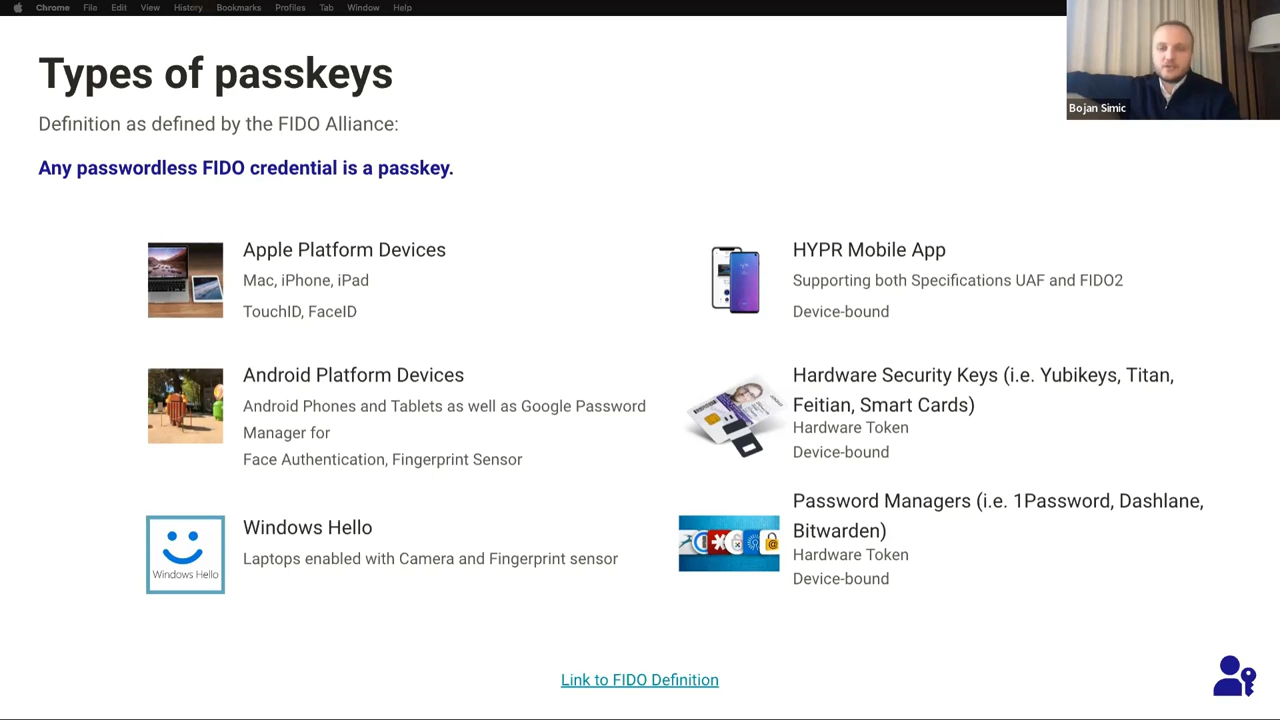 Chrome File Edit View History Bookmarks Profiles Tab Window Help
Types of passkeys
Definition as defined by the FIDO Alliance:
Any passwordless FIDO credential is a passkey.
Bojan Simic
Apple Platform Devices
Mac, iPhone, iPad
TouchID, FaceID
Android Platform Devices
Android Phones and Tablets as well as Google Password
Manager for
Face Authentication, Fingerprint Sensor
Windows Hello
Windows Hello
Laptops enabled with Camera and Fingerprint sensor
HYPR Mobile App
Supporting both Specifications UAF and FIDO2
Device-bound
Hardware Security Keys (i.e. Yubikeys, Titan,
Feitian, Smart Cards)
Hardware Token
Device-bound
Password Managers (i.e. 1Password, Dashlane,
Bitwarden)
Hardware Token
Device-bound
Link to FIDO Definition